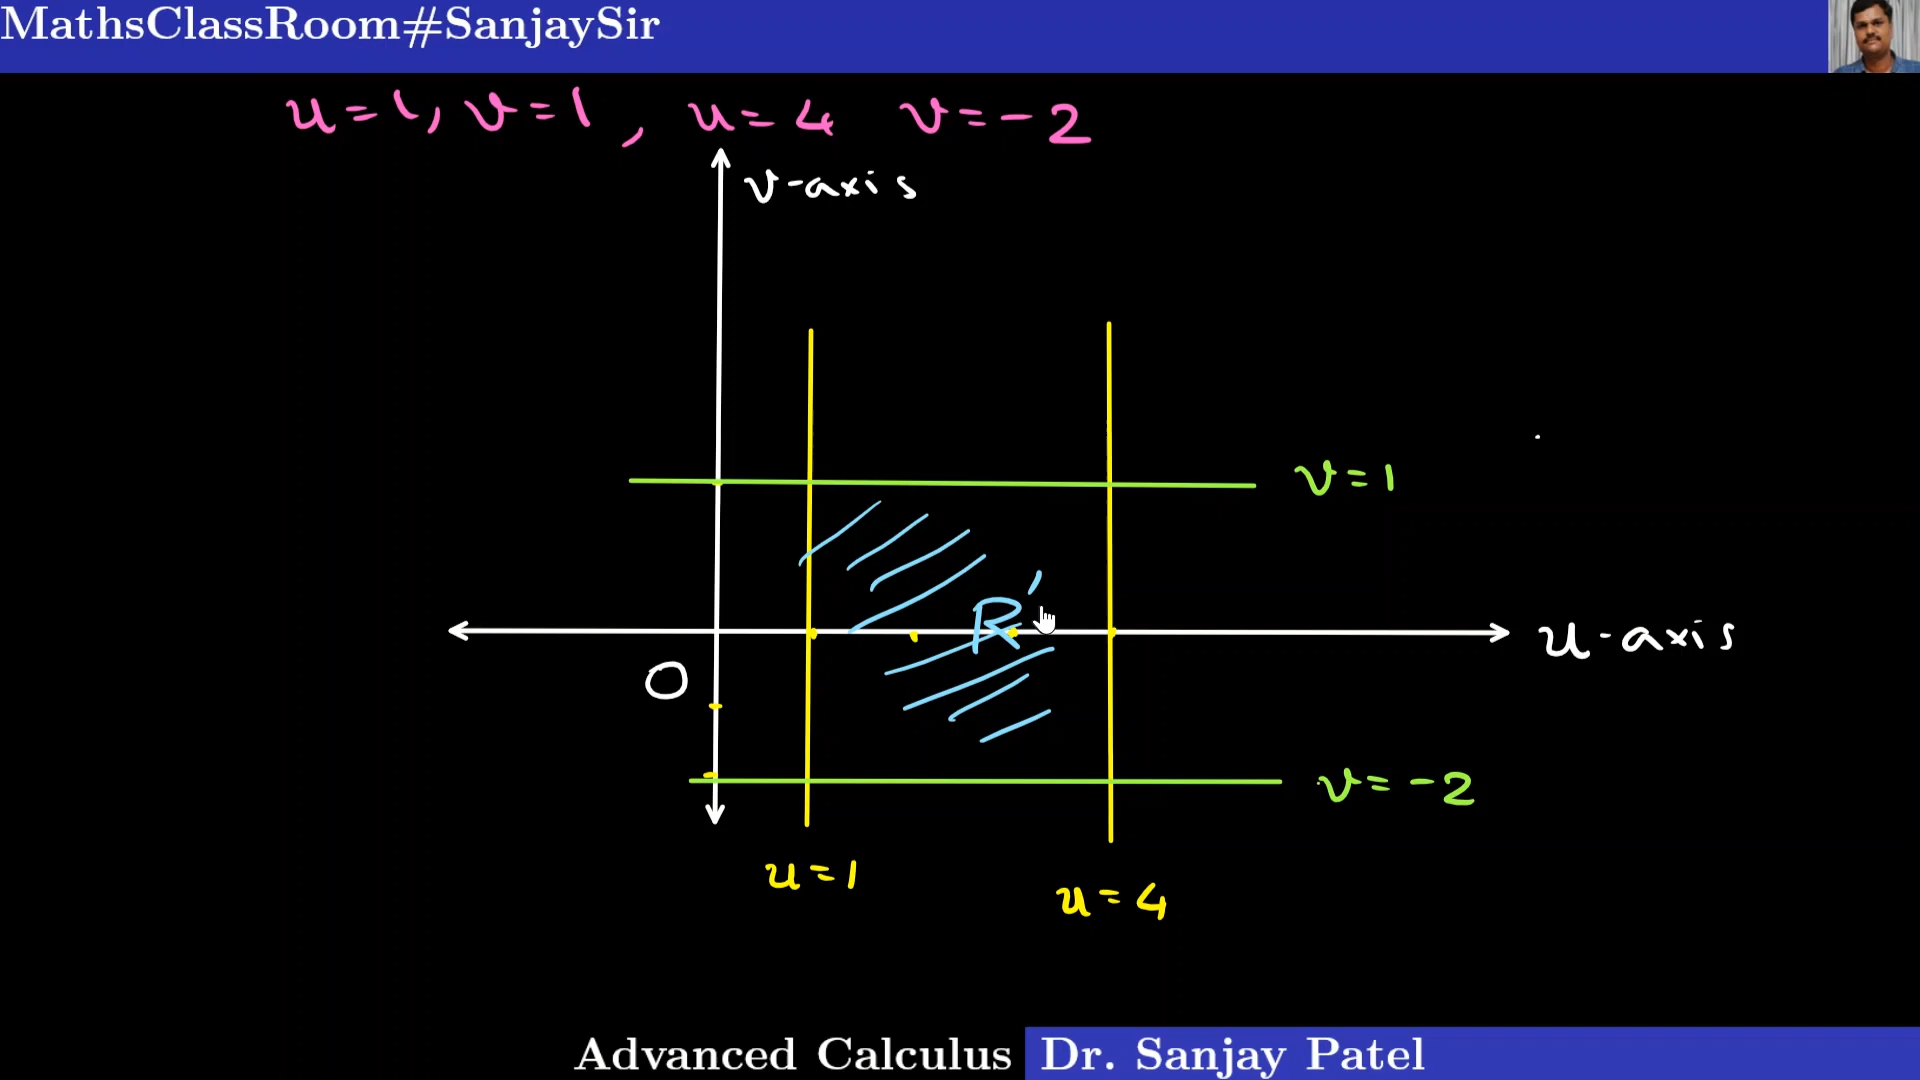 MathsClassRoom#SanjaySir
u=1, v=1, u=4 v=-2
v-axis
v=1
R'
u-axis
O
v=-2
u=1
u=4
Advanced Calculus Dr. Sanjay Patel